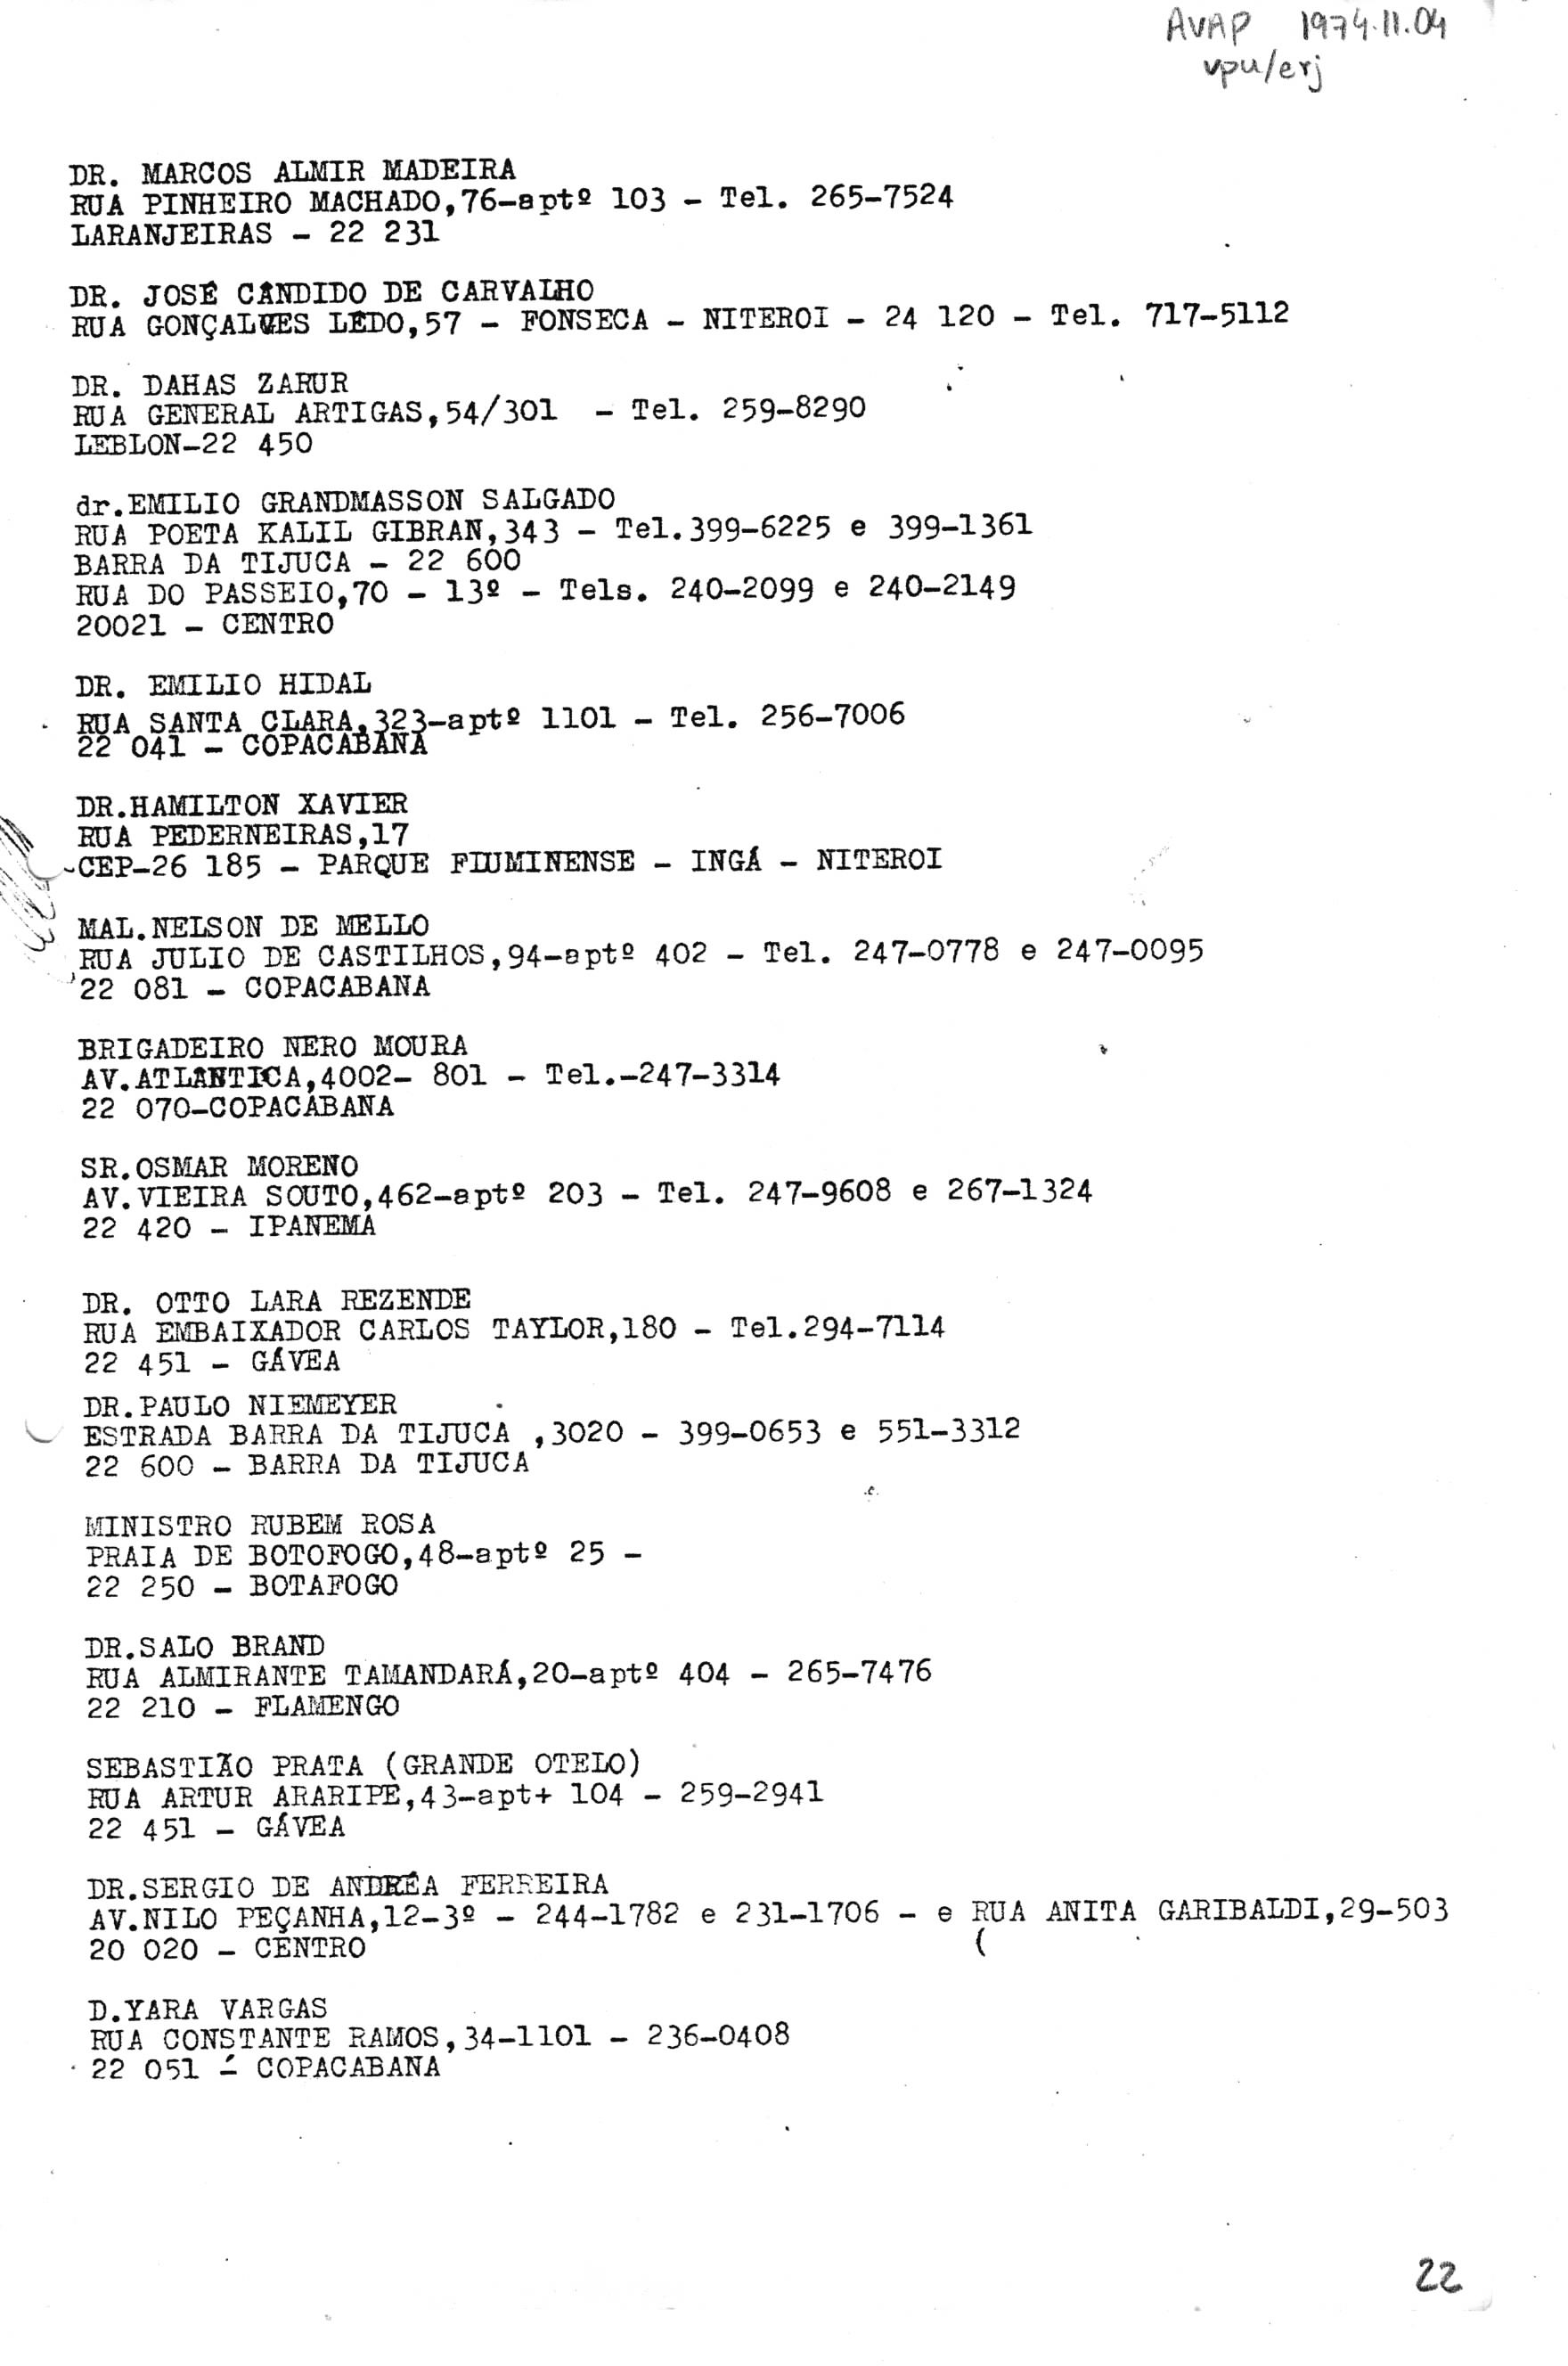 AVAP 1974.11.04
vpu/erj
DR. MARCOS ALMIR MADEIRA
RUA PINHEIRO MACHADO,76-aptº 103 - Tel. 265-7524
LARANJEIRAS - 22 231
DR. JOSÉ CÂNDIDO DE CARVALHO
RUA GONÇALVES LEDO,57 - FONSECA - NITEROI - 24 120 - Tel. 717-5112
DR. DAHAS ZARUR
RUA GENERAL ARTIGAS,54/301 - Tel. 259-8290
LEBLON-22 450
dr.EMILIO GRANDMASSON SALGADO
RUA POETA KALIL GIBRAN,343 - Tel.399-6225 e 399-1361
BARRA DA TIJUCA - 22 600
RUA DO PASSEIO,70 - 13º - Tels. 240-2099 e 240-2149
20021 - CENTRO
DR. EMILIO HIDAL
RUA SANTA CLARA,323-aptº 1101 - Tel. 256-7006
22 041 - COPACABANA
DR.HAMILTON XAVIER
RUA PEDERNEIRAS,17
CEP-26 185 - PARQUE FLUMINENSE - INGÁ - NITEROI
MAL.NELSON DE MELLO
RUA JULIO DE CASTILHOS,94-aptº 402 - Tel. 247-0778 e 247-0095
22 081 - COPACABANA
BRIGADEIRO NERO MOURA
AV.ATLANTICA,4002- 801 - Tel.-247-3314
22 070-COPACABANA
SR.OSMAR MORENO
AV.VIEIRA SOUTO,462-aptº 203 - Tel. 247-9608 e 267-1324
22 420 - IPANEMA
DR. OTTO LARA REZENDE
RUA EMBAIXADOR CARLOS TAYLOR,180 - Tel.294-7114
22 451 - GÁVEA
DR.PAULO NIEMEYER
ESTRADA BARRA DA TIJUCA ,3020 - 399-0653 e 551-3312
22 600 - BARRA DA TIJUCA
MINISTRO RUBEM ROSA
PRAIA DE BOTOFOGO,48-aptº 25 -
22 250 - BOTAFOGO
DR.SALO BRAND
RUA ALMIRANTE TAMANDARÁ,20-aptº 404 - 265-7476
22 210 - FLAMENGO
SEBASTIÃO PRATA (GRANDE OTELO)
RUA ARTUR ARARIPE,43-apt+ 104 - 259-2941
22 451 - GÁVEA
DR.SERGIO DE ANDRÉA FERREIRA
AV.NILO PEÇANHA,12-3º - 244-1782 e 231-1706 - e RUA ANITA GARIBALDI,29-503
20 020 - CENTRO (
D.YARA VARGAS
RUA CONSTANTE RAMOS,34-1101 - 236-0408
22 051 - COPACABANA
22